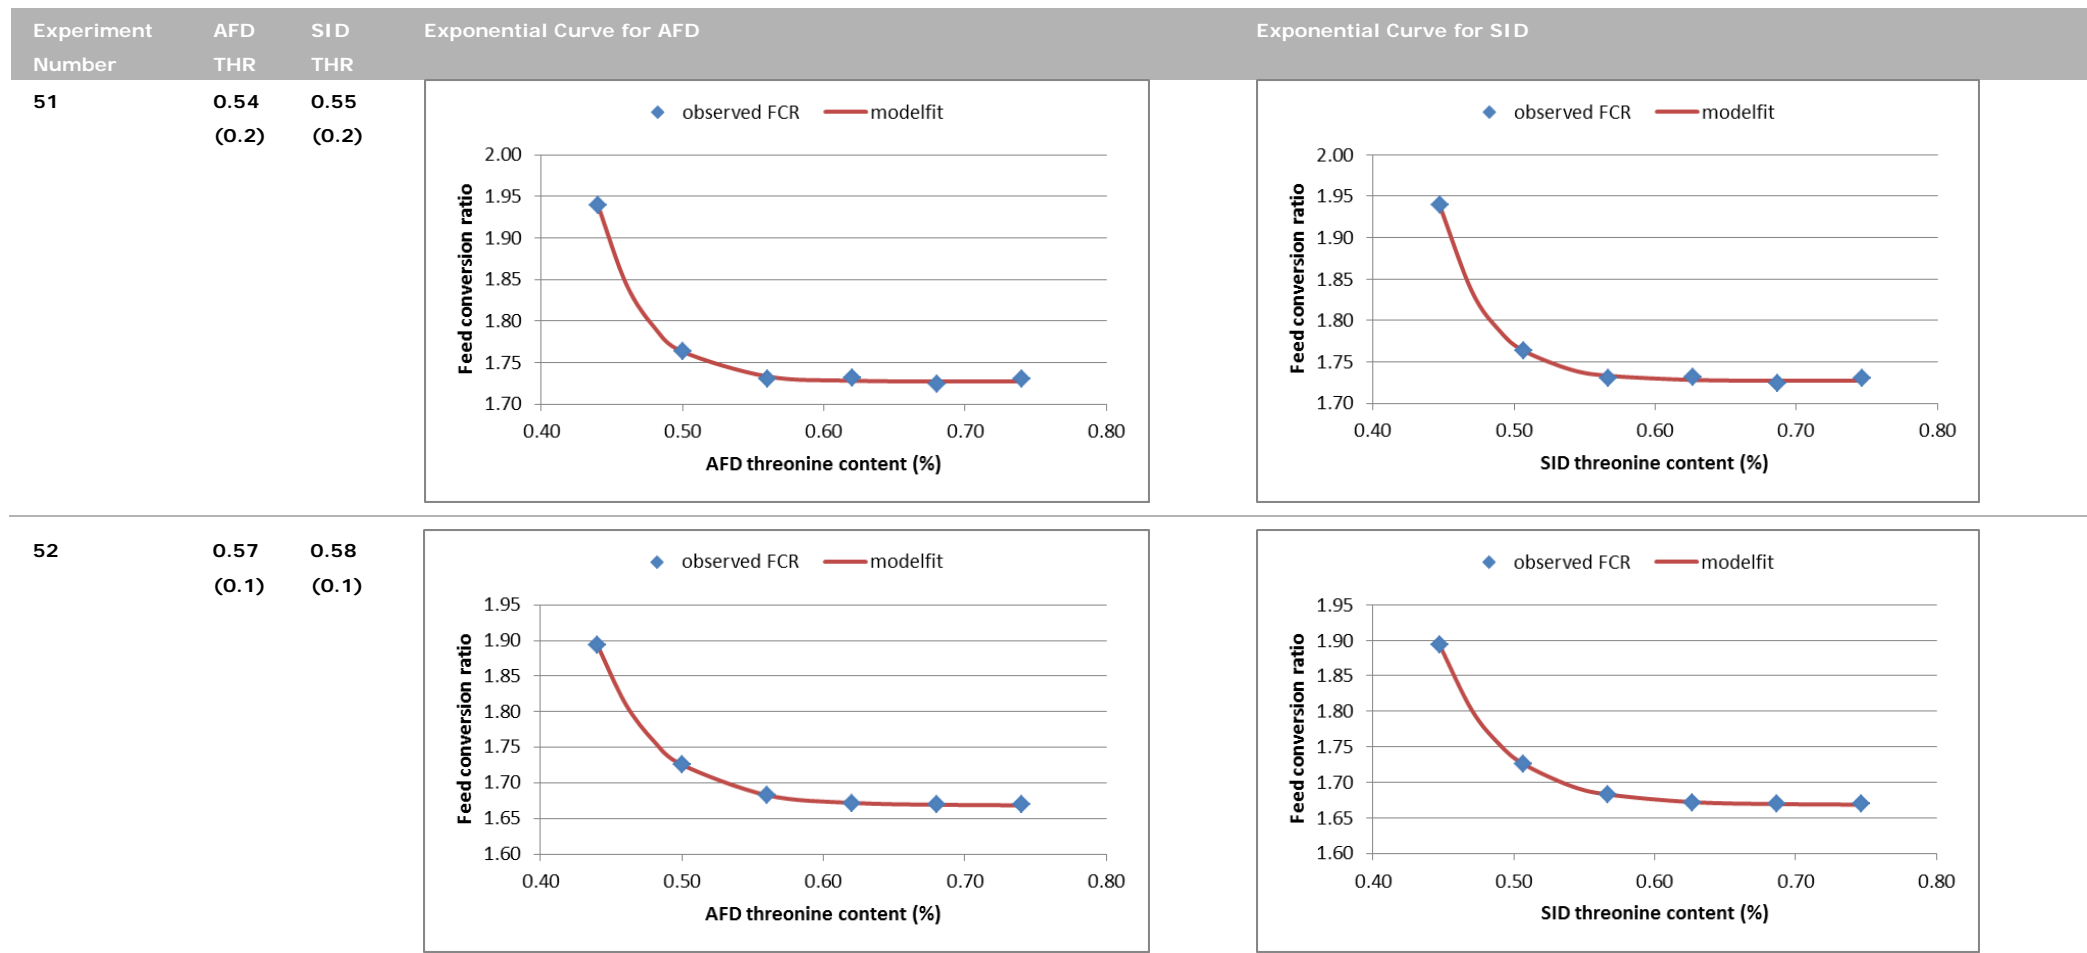 Experiment Number
AFD THR
SID THR
Exponential Curve for AFD
Exponential Curve for SID
51
0.54
(0.2)
0.55
(0.2)
observed FCR modelfit
2.00
1.95
1.90
1.85
1.80
1.75
1.70
0.40 0.50 0.60 0.70 0.80
Feed conversion ratio
AFD threonine content (%)
observed FCR modelfit
2.00
1.95
1.90
1.85
1.80
1.75
1.70
0.40 0.50 0.60 0.70 0.80
Feed conversion ratio
SID threonine content (%)
52
0.57
(0.1)
0.58
(0.1)
observed FCR modelfit
1.95
1.90
1.85
1.80
1.75
1.70
1.65
1.60
0.40 0.50 0.60 0.70 0.80
Feed conversion ratio
AFD threonine content (%)
observed FCR modelfit
1.95
1.90
1.85
1.80
1.75
1.70
1.65
1.60
0.40 0.50 0.60 0.70 0.80
Feed conversion ratio
SID threonine content (%)